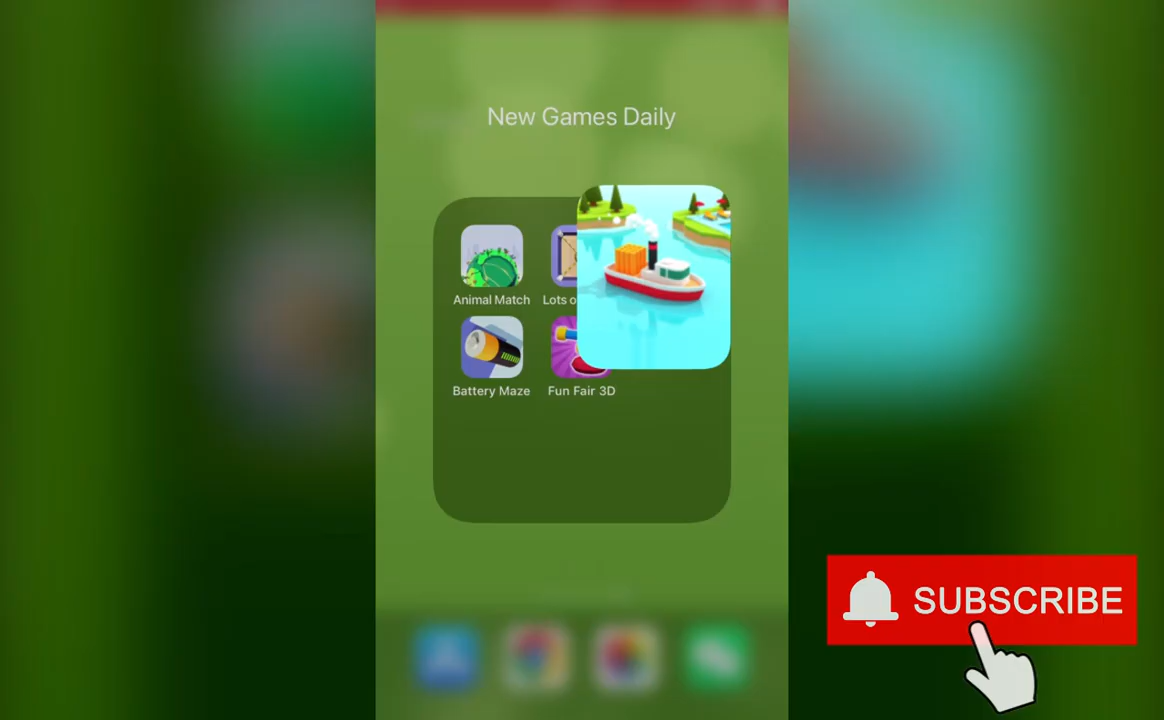 New Games Daily
Animal Match
Lots o
Battery Maze
Fun Fair 3D
SUBSCRIBE